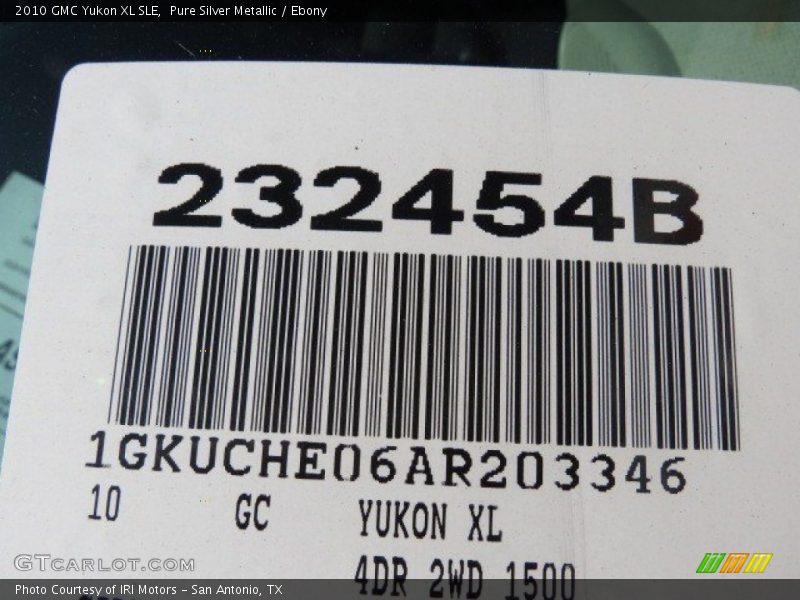 2010 GMC Yukon XL SLE, Pure Silver Metallic / Ebony
232454B
1GKUCHE06AR203346
10 GC YUKON XL
4DR 2WD 1500
GTCARLOT.COM
Photo Courtesy of IRI Motors – San Antonio, TX